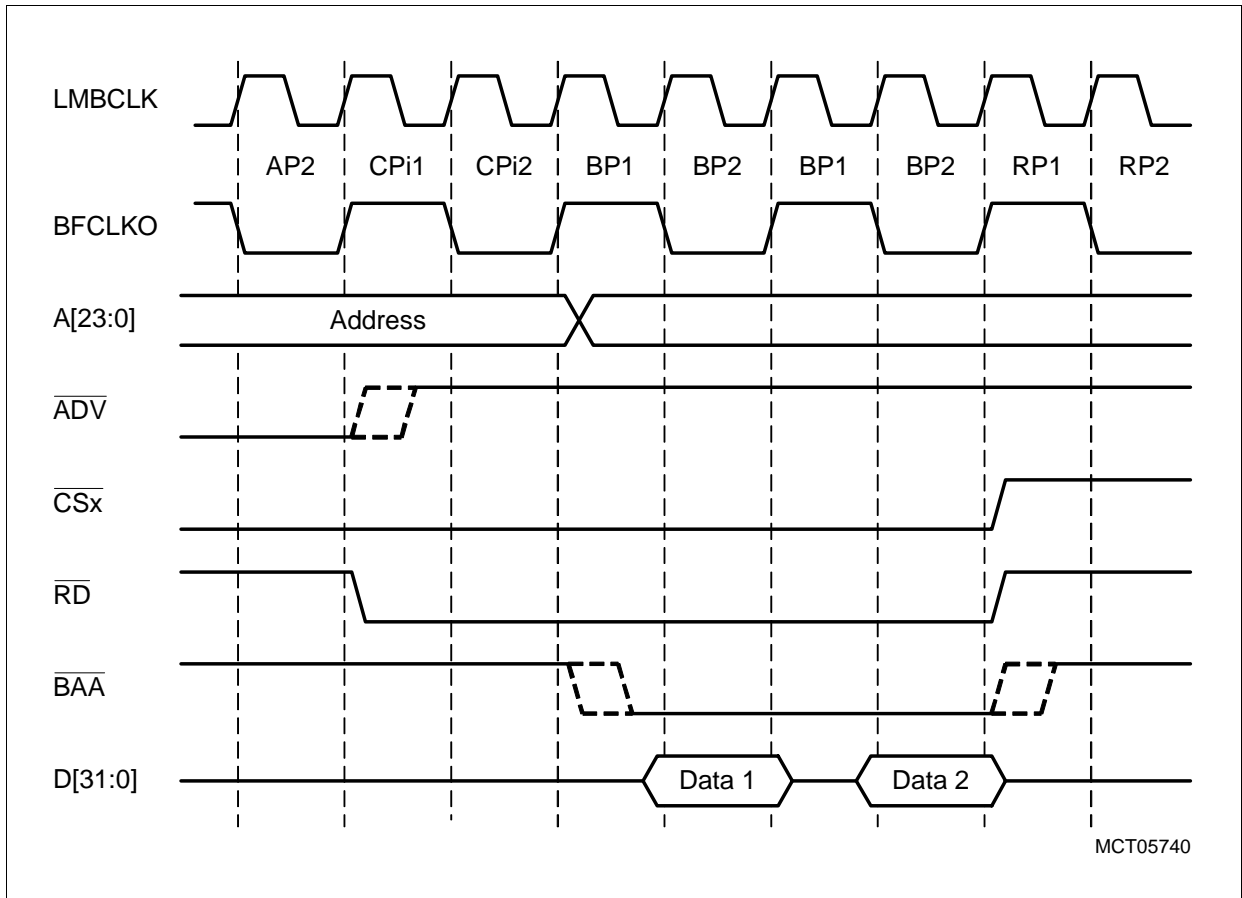 LMBCLK
AP2 CPi1 CPi2 BP1 BP2 BP1 BP2 RP1 RP2
BFCLKO
A[23:0] Address
ADV
CSx
RD
BAA
D[31:0] Data 1 Data 2
MCT05740